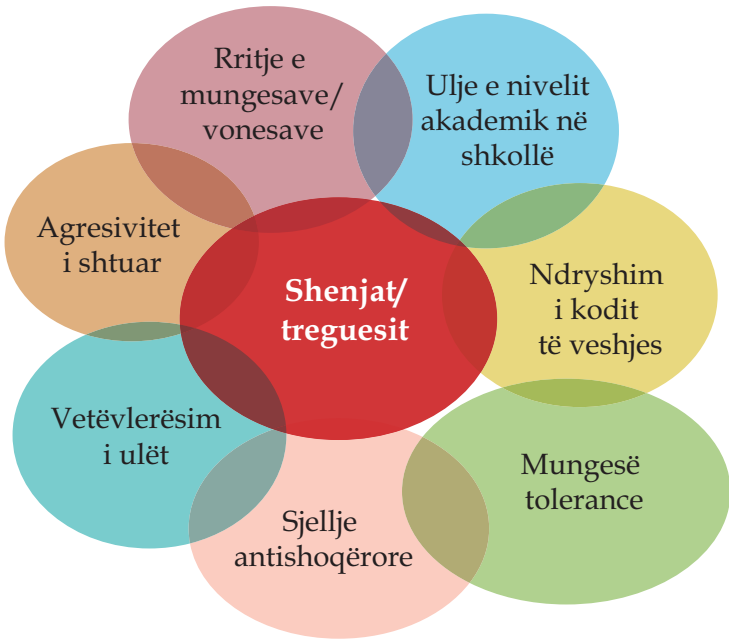 Rritje e
mungesave/
vonesave
Ulje e nivelit
akademik në
shkollë
Agresivitet
i shtuar
Shenjat/
treguesit
Ndryshim
i kodit
të veshjes
Vetëvlerësim
i ulët
Mungesë
tolerance
Sjellje
antishoqërore